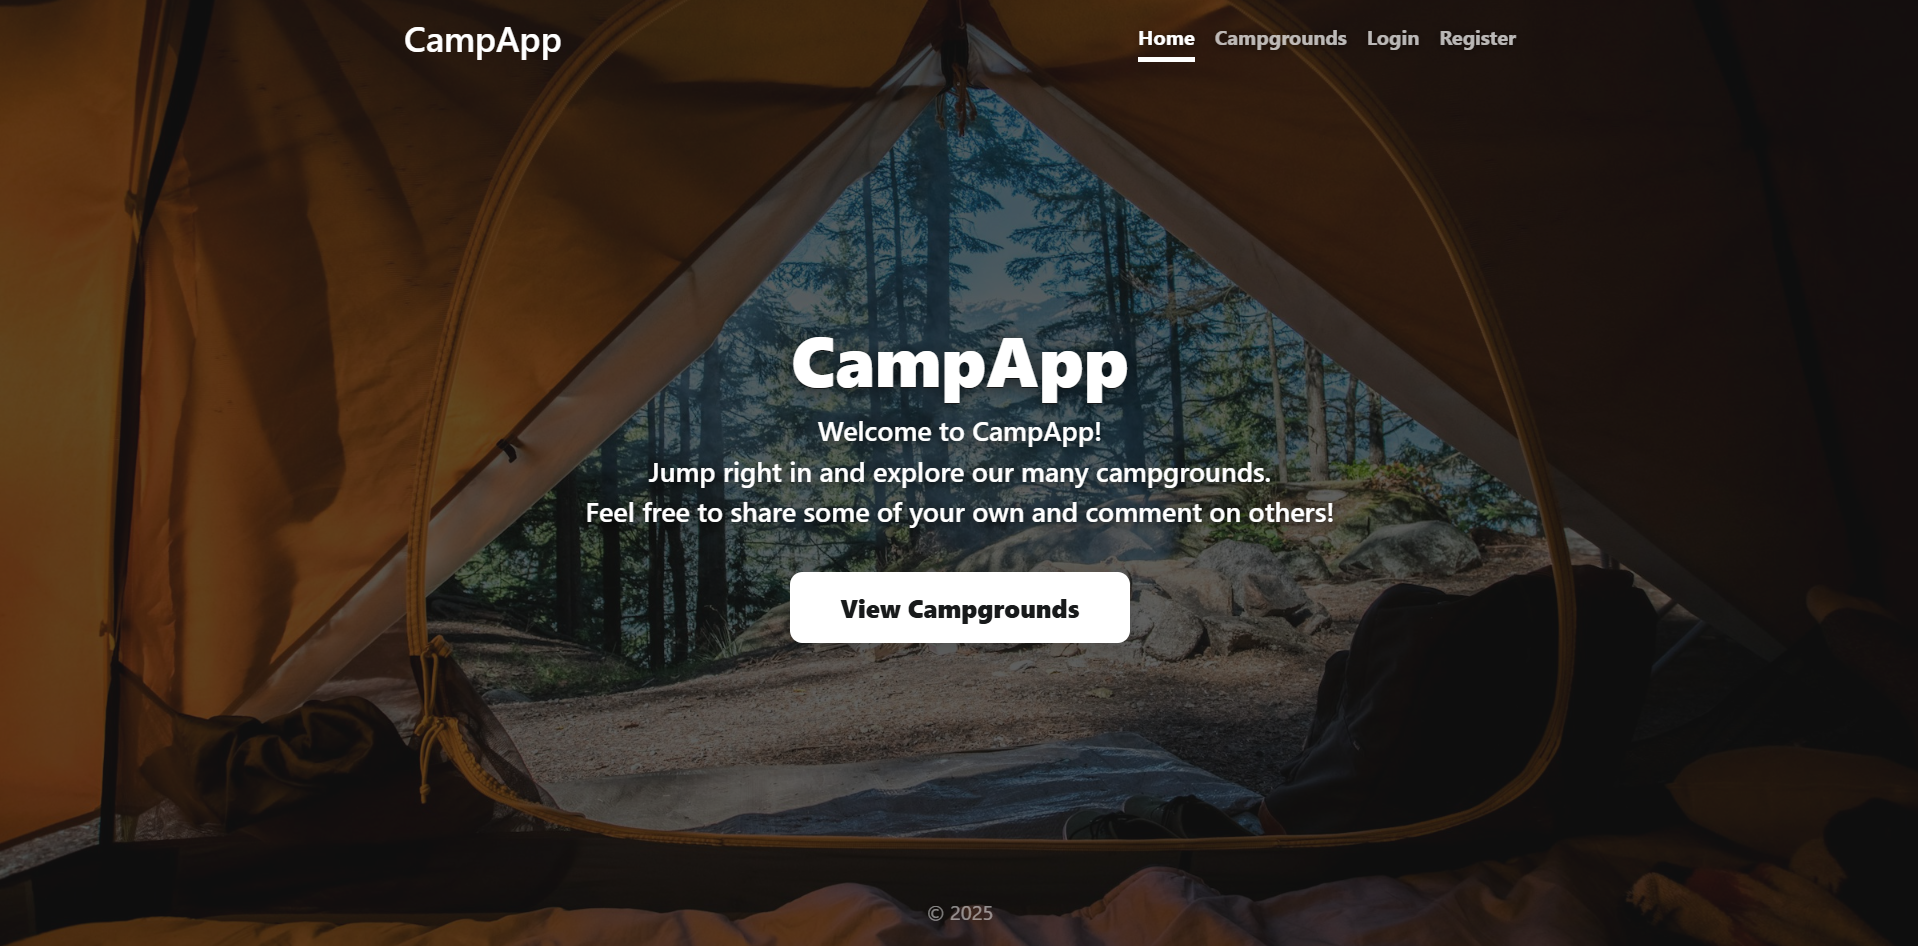 CampApp
Home Campgrounds Login Register
CampApp
Welcome to CampApp!
Jump right in and explore our many campgrounds.
Feel free to share some of your own and comment on others!
View Campgrounds
© 2025